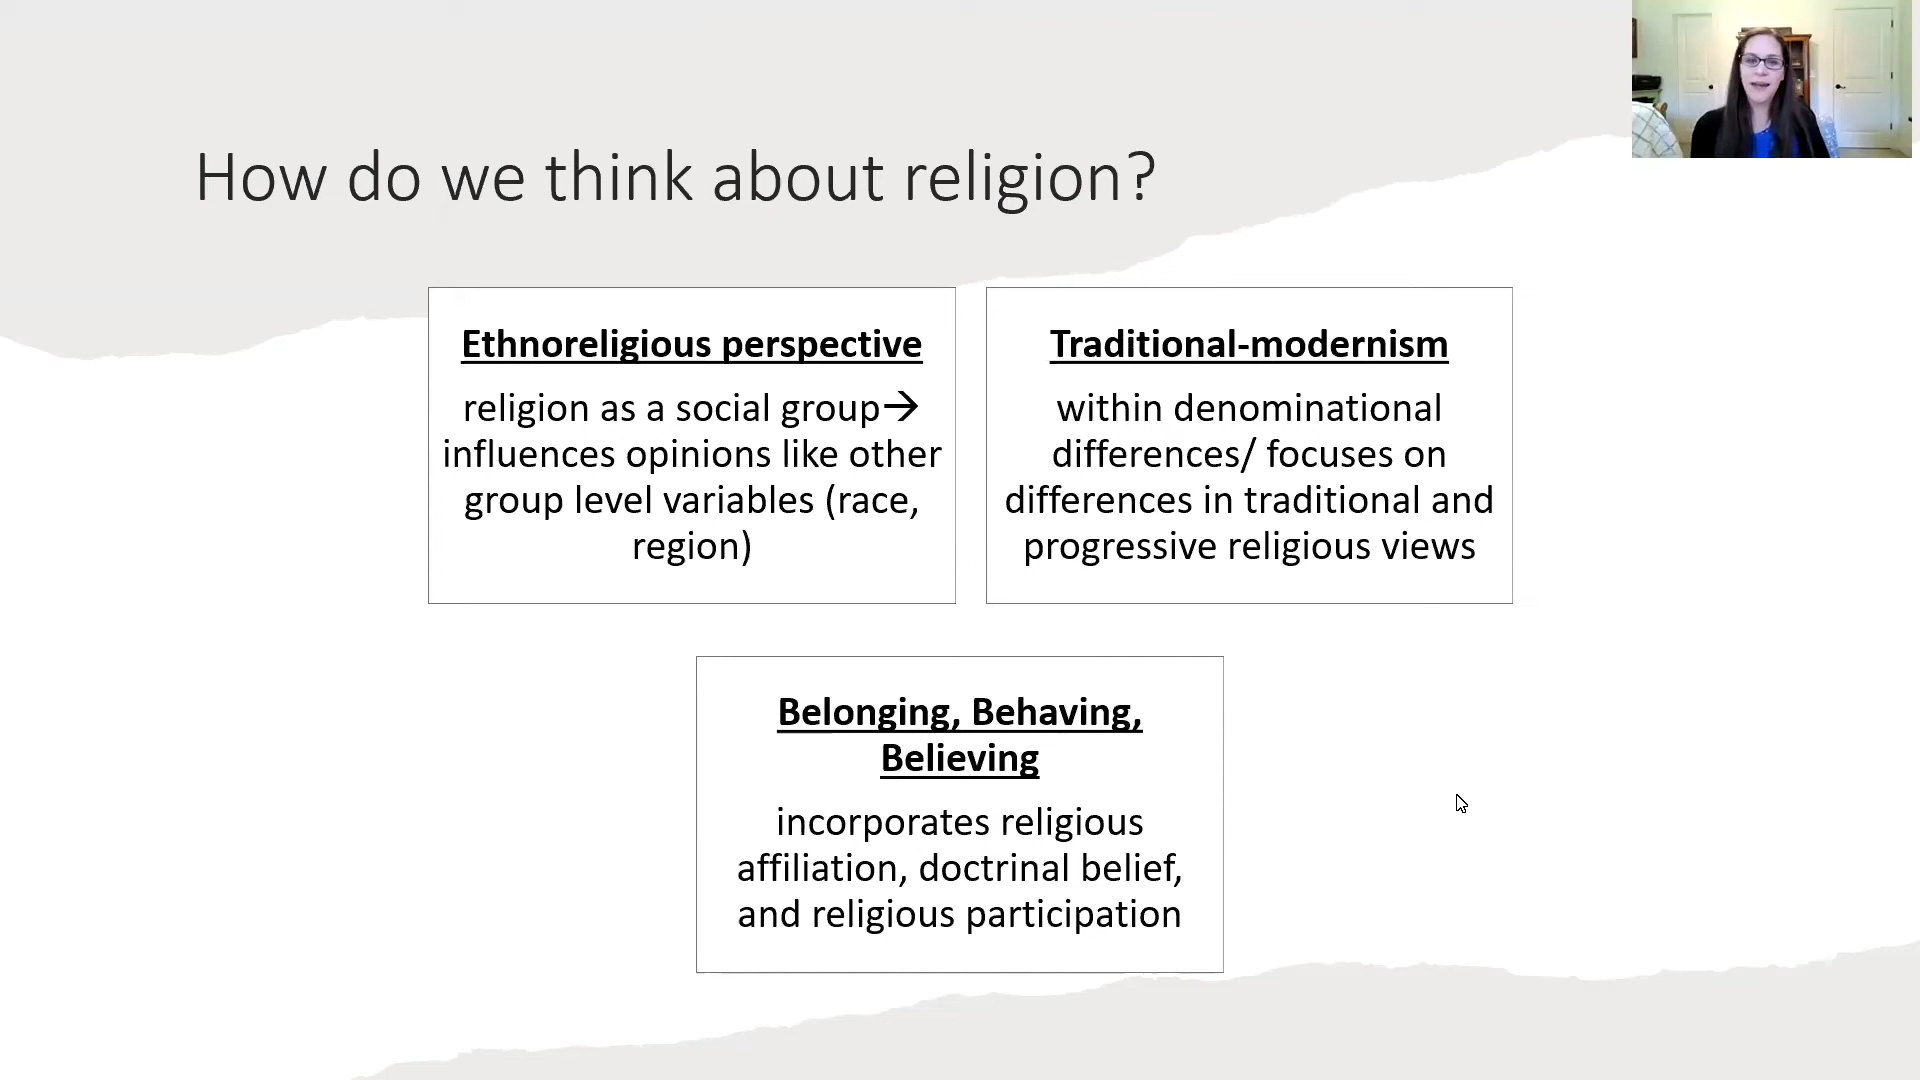 How do we think about religion?
Ethnoreligious perspective
religion as a social group→
influences opinions like other
group level variables (race,
region)
Traditional-modernism
within denominational
differences/ focuses on
differences in traditional and
progressive religious views
Belonging, Behaving,
Believing
incorporates religious
affiliation, doctrinal belief,
and religious participation